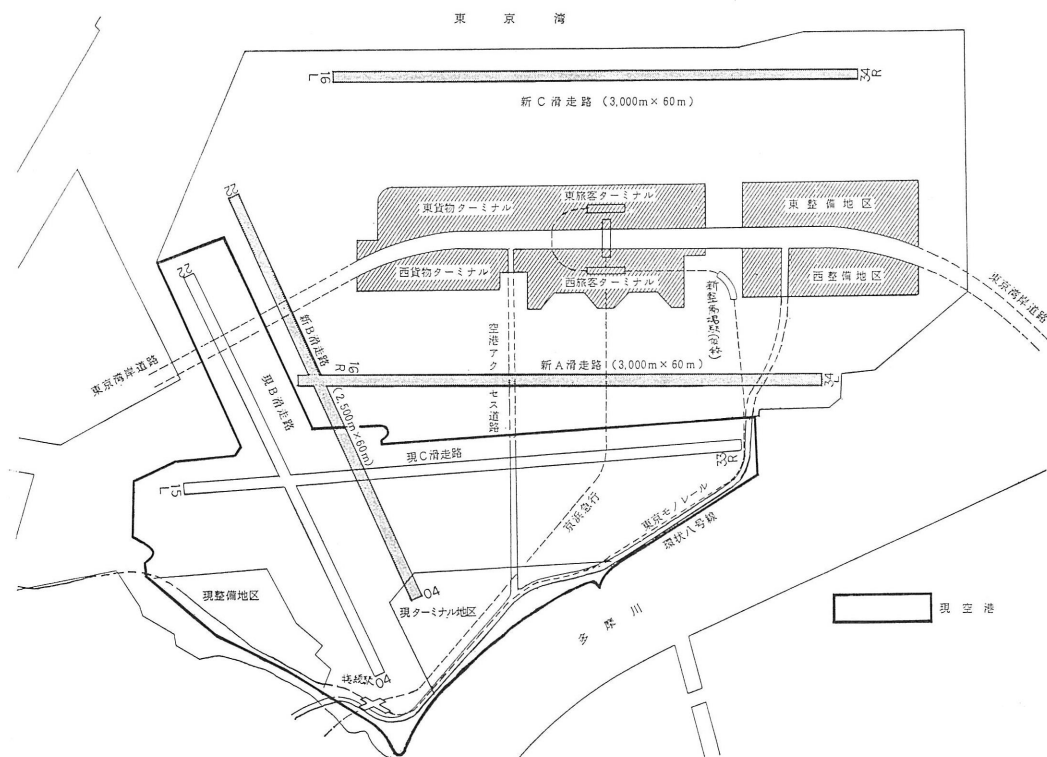 東京湾
16L
34R
新C滑走路（3,000m×60m）
22
東旅客ターミナル
東貨物ターミナル
東整備地区
西貨物ターミナル
西旅客ターミナル
西整備地区
22
東京湾岸道路
新B滑走路
(2,500m×60m)
空港アクセス道路
東京湾岸道路
16R
新A滑走路（3,000m×60m）
34L
現B滑走路
現C滑走路
33R
15L
京浜急行
東京モノレール
環状八号線
04
現整備地区
現ターミナル地区
多摩川
現空港
04